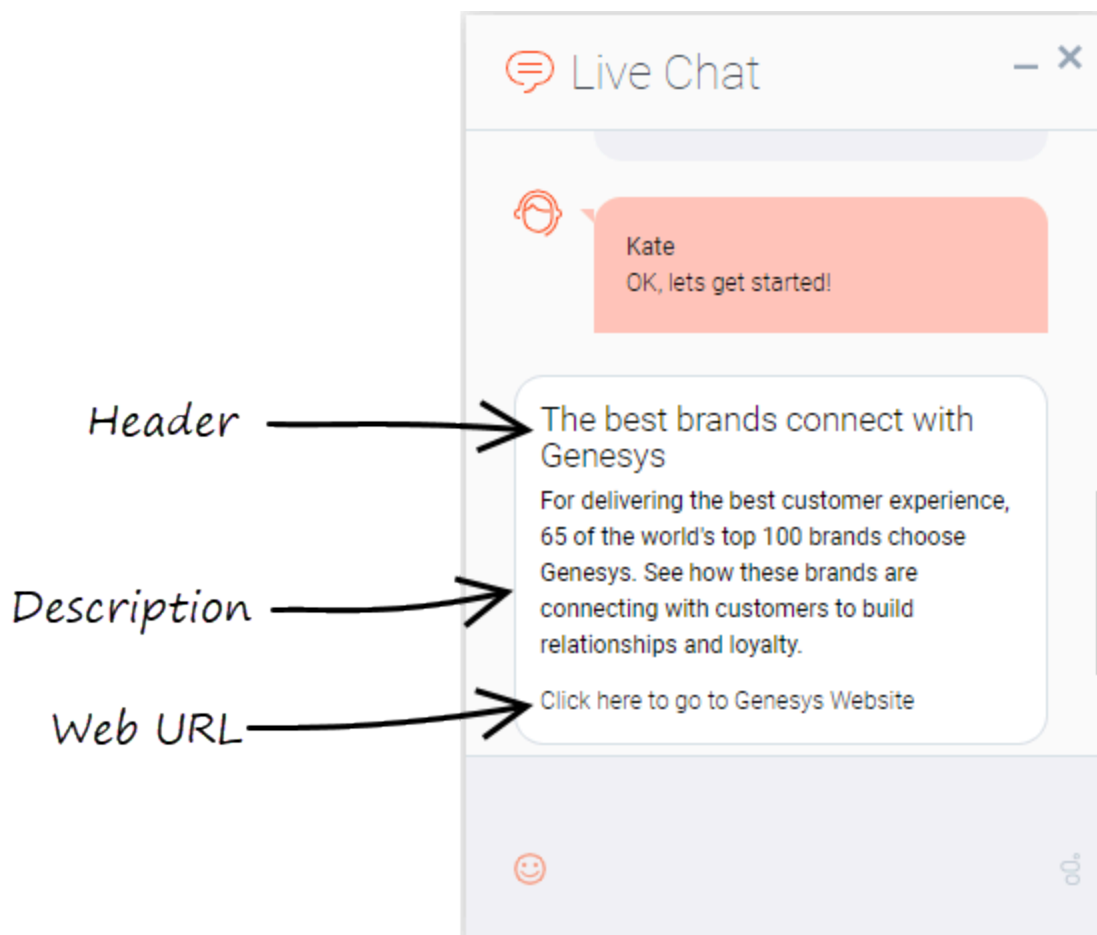 Live Chat
Kate
OK, lets get started!
Header
The best brands connect with
Genesys
For delivering the best customer experience,
65 of the world's top 100 brands choose
Genesys. See how these brands are
Description
connecting with customers to build
relationships and loyalty.
Web URL
Click here to go to Genesys Website